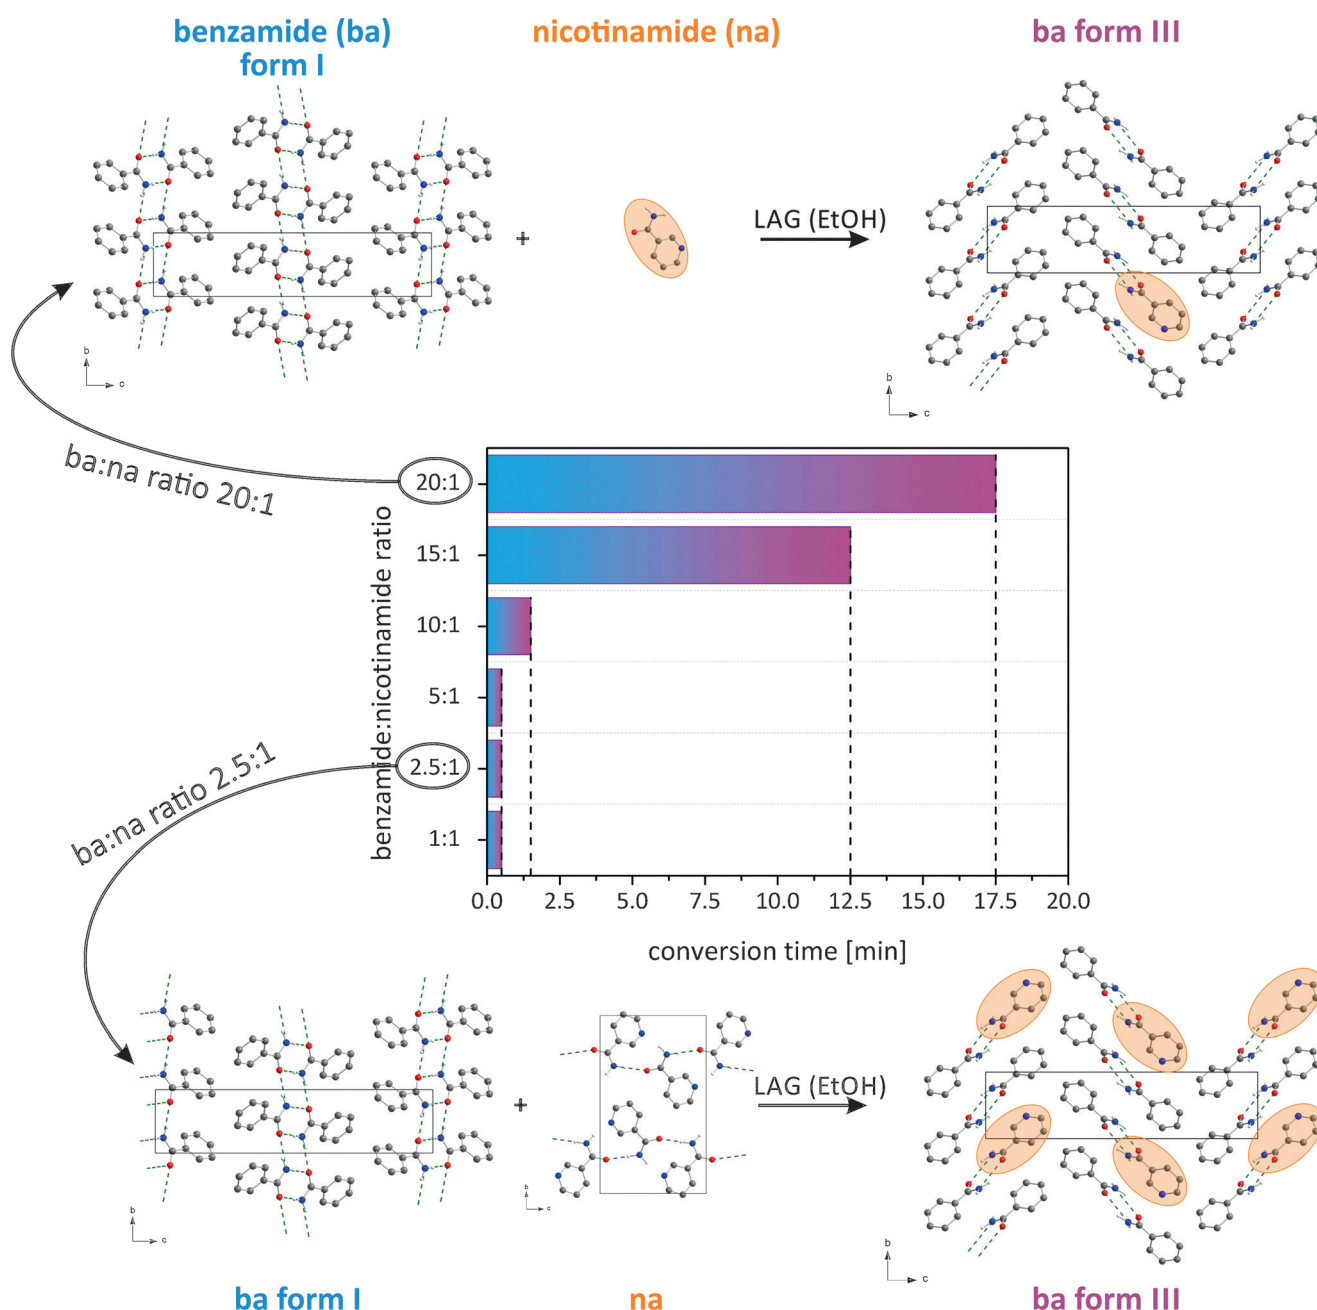 benzamide (ba)
form I
nicotinamide (na)
ba form III
+
LAG (EtOH)
b
c
b
c
ba:na ratio 20:1
benzamide:nicotinamide ratio
20:1
15:1
10:1
5:1
2.5:1
1:1
0.0 2.5 5.0 7.5 10.0 12.5 15.0 17.5 20.0
conversion time [min]
ba:na ratio 2.5:1
+
LAG (EtOH)
b
c
b
c
b
c
ba form I
na
ba form III